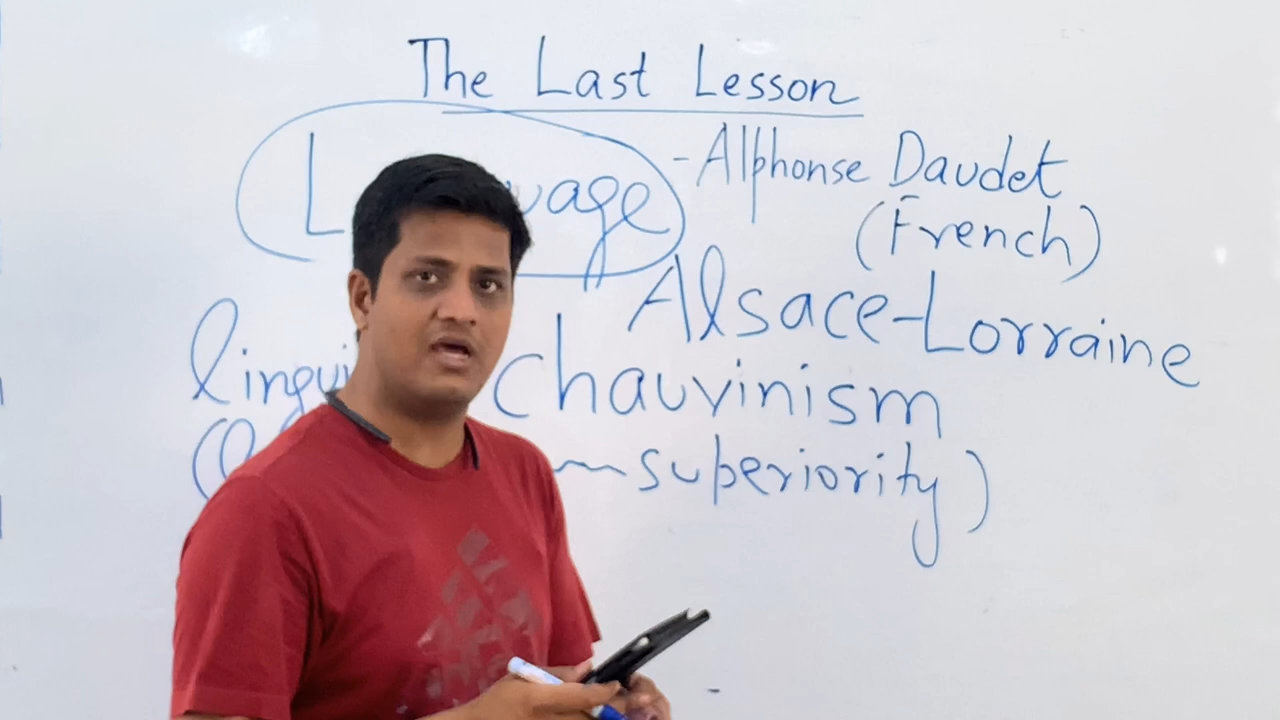 The Last Lesson
- Alphonse Daudet
(French)
Alsace-Lorraine
Chauvinism
superiority)